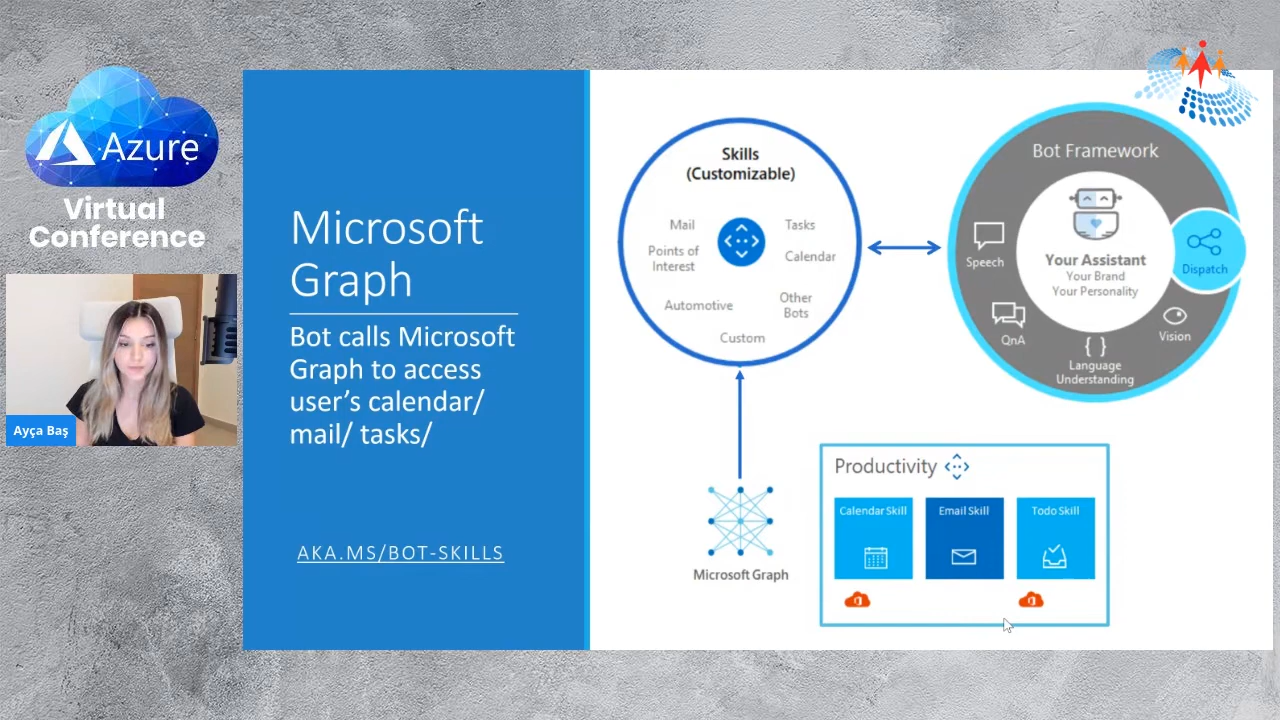 Azure
Virtual
Conference
Ayça Baş
Microsoft
Graph
Bot calls Microsoft
Graph to access
user's calendar/
mail/ tasks/
AKA.MS/BOT-SKILLS
Skills
(Customizable)
Mail
Tasks
Points of
Interest
Calendar
Automotive
Other
Bots
Custom
Microsoft Graph
Bot Framework
Your Assistant
Your Brand
Your Personality
Speech
Dispatch
QnA
Vision
{ }
Language
Understanding
Productivity
Calendar Skill
Email Skill
Todo Skill